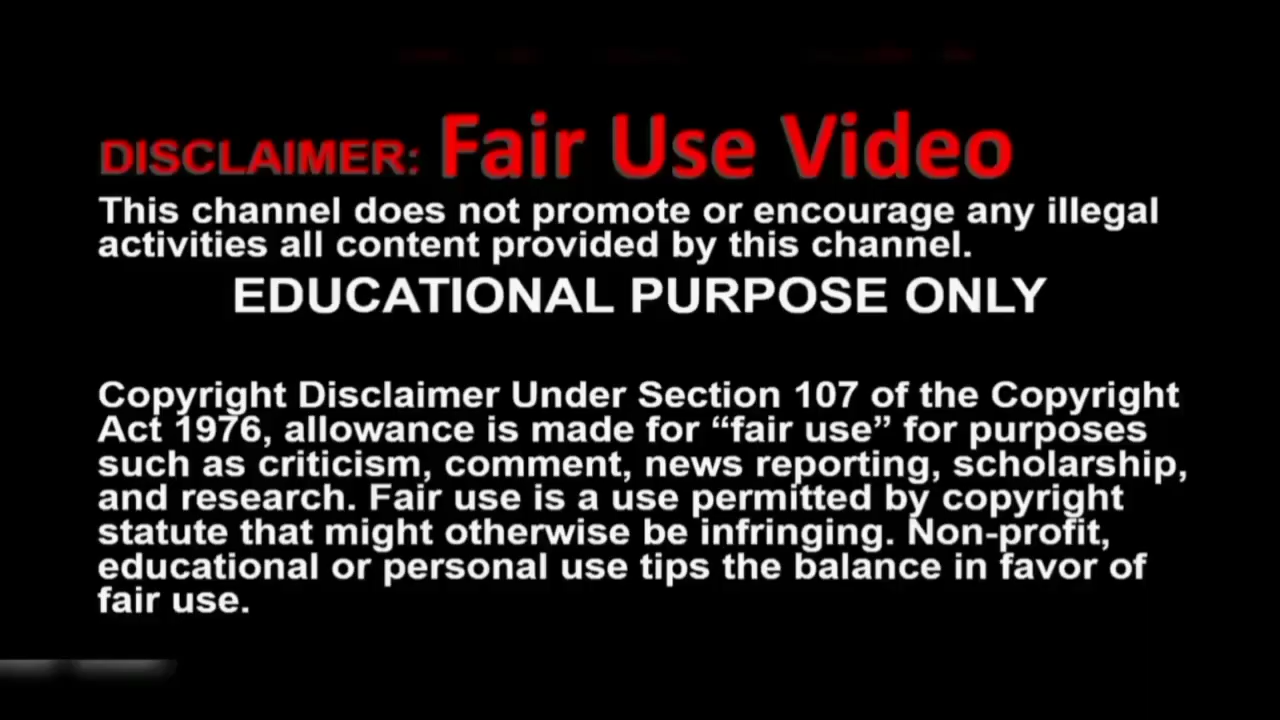 DISCLAIMER: Fair Use Video
This channel does not promote or encourage any illegal
activities all content provided by this channel.
EDUCATIONAL PURPOSE ONLY
Copyright Disclaimer Under Section 107 of the Copyright
Act 1976, allowance is made for “fair use” for purposes
such as criticism, comment, news reporting, scholarship,
and research. Fair use is a use permitted by copyright
statute that might otherwise be infringing. Non-profit,
educational or personal use tips the balance in favor of
fair use.